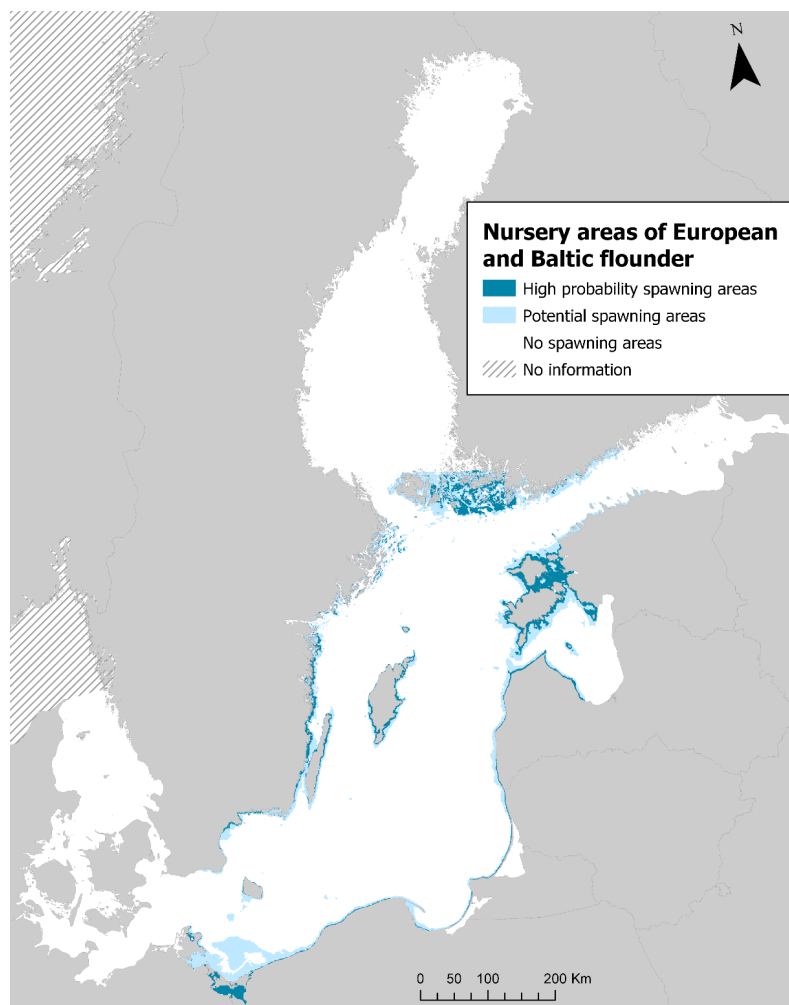 N
Nursery areas of European
and Baltic flounder
High probability spawning areas
Potential spawning areas
No spawning areas
No information
0 50 100 200 Km